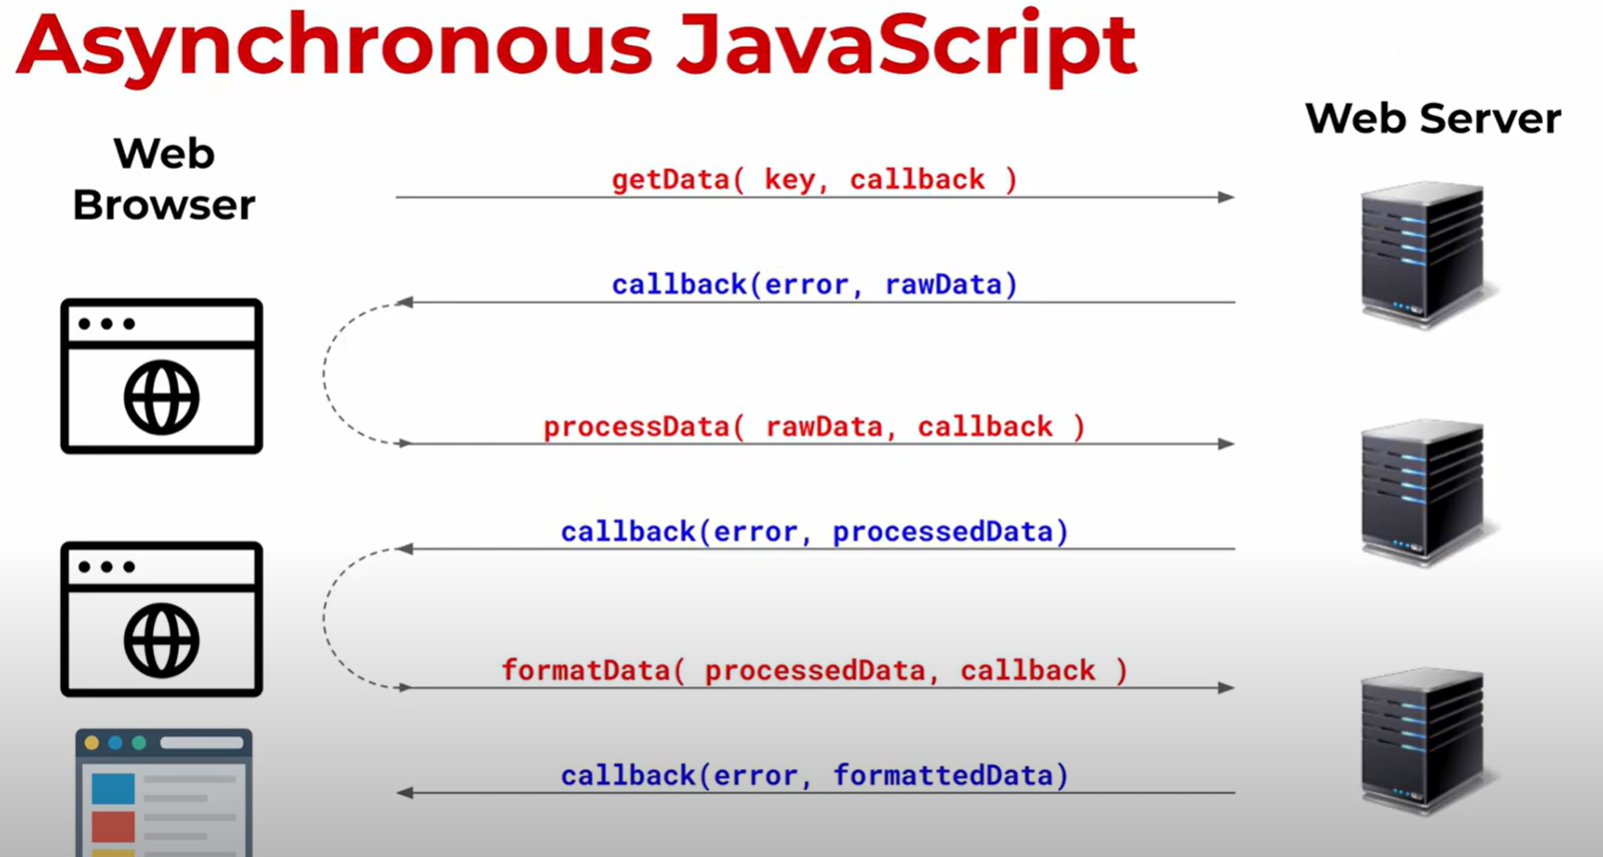 Asynchronous JavaScript
Web Server
Web
Browser
getData( key, callback )
callback(error, rawData)
processData( rawData, callback )
callback(error, processedData)
formatData( processedData, callback )
callback(error, formattedData)